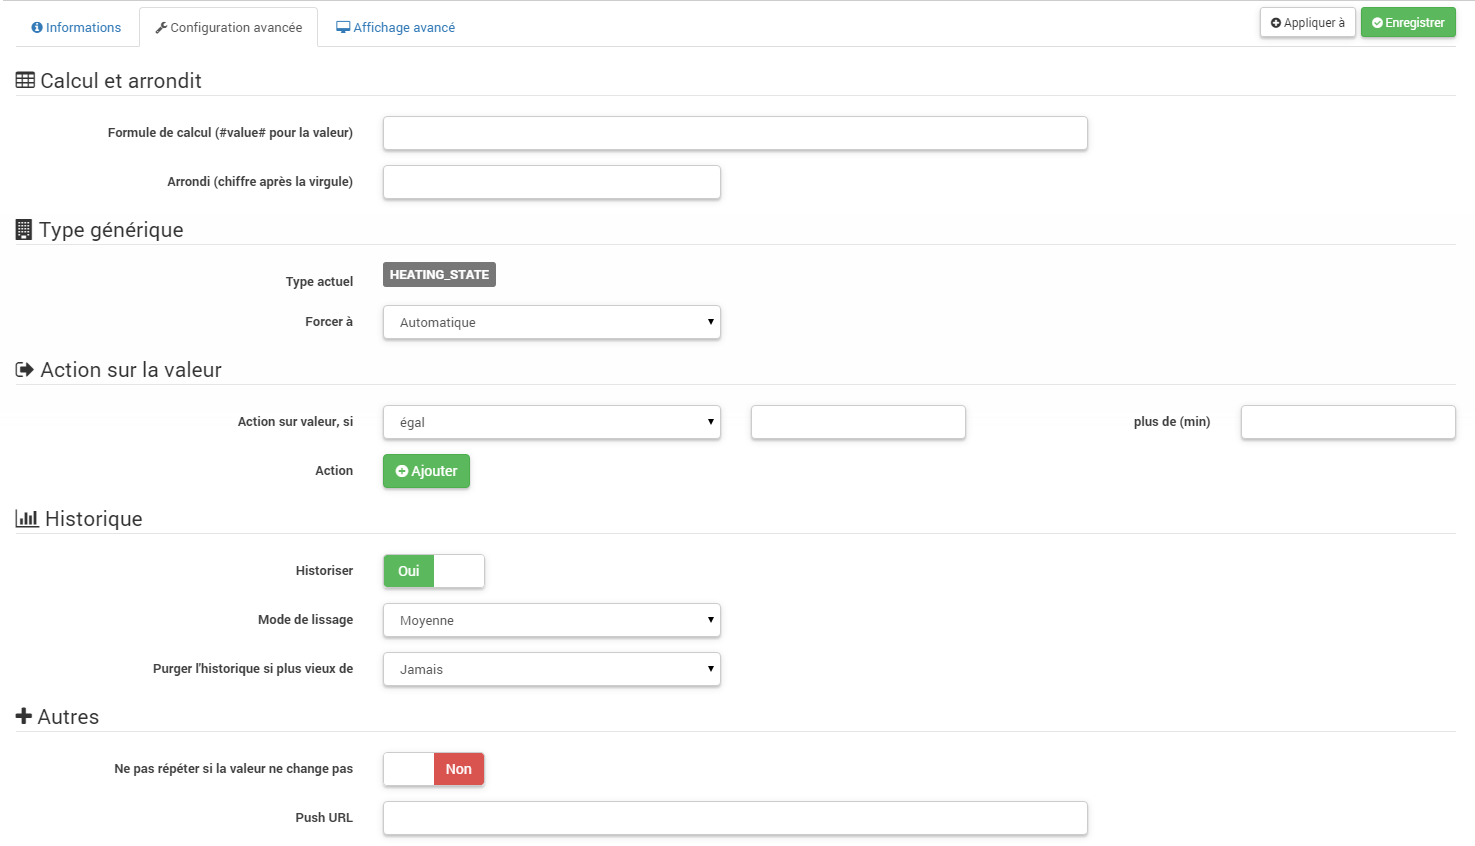 Informations Configuration avancée Affichage avancé Appliquer à Enregistrer
Calcul et arrondit
Formule de calcul (#value# pour la valeur)
Arrondi (chiffre après la virgule)
Type générique
Type actuel HEATING_STATE
Forcer à Automatique
Action sur la valeur
Action sur valeur, si égal plus de (min)
Action Ajouter
Historique
Historiser Oui
Mode de lissage Moyenne
Purger l'historique si plus vieux de Jamais
Autres
Ne pas répéter si la valeur ne change pas Non
Push URL